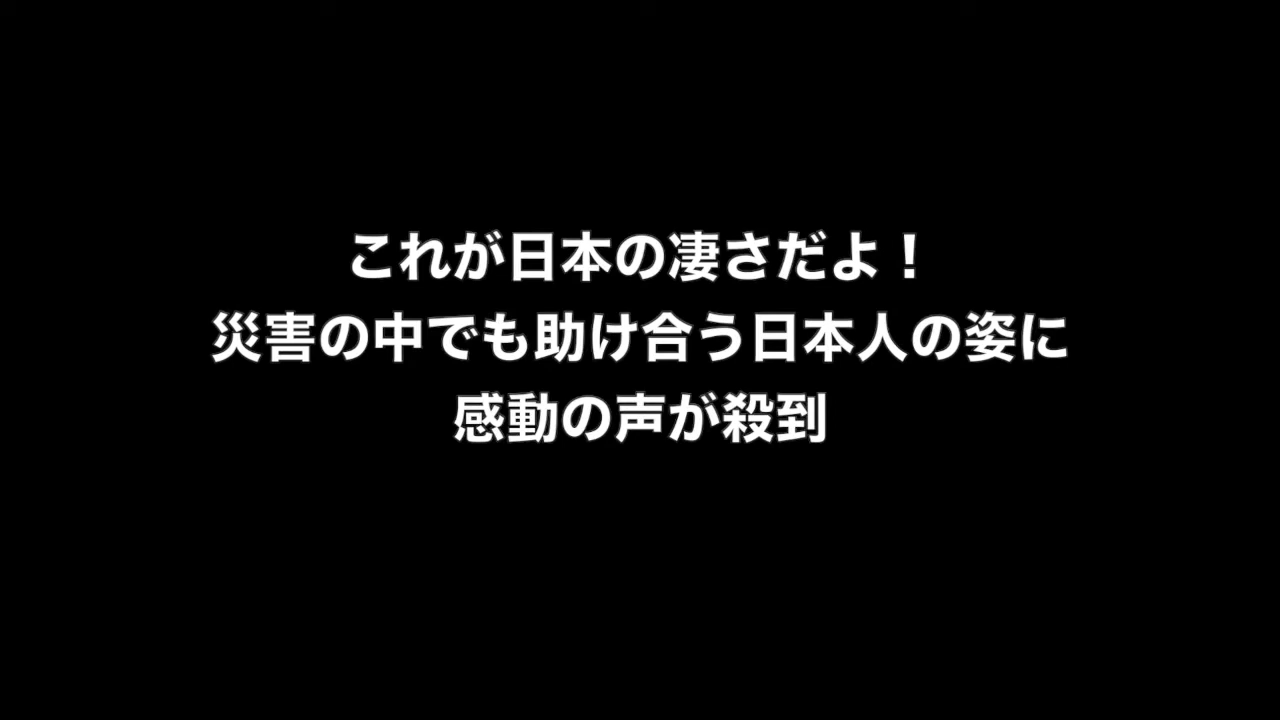 これが日本の凄さだよ！
災害の中でも助け合う日本人の姿に
感動の声が殺到